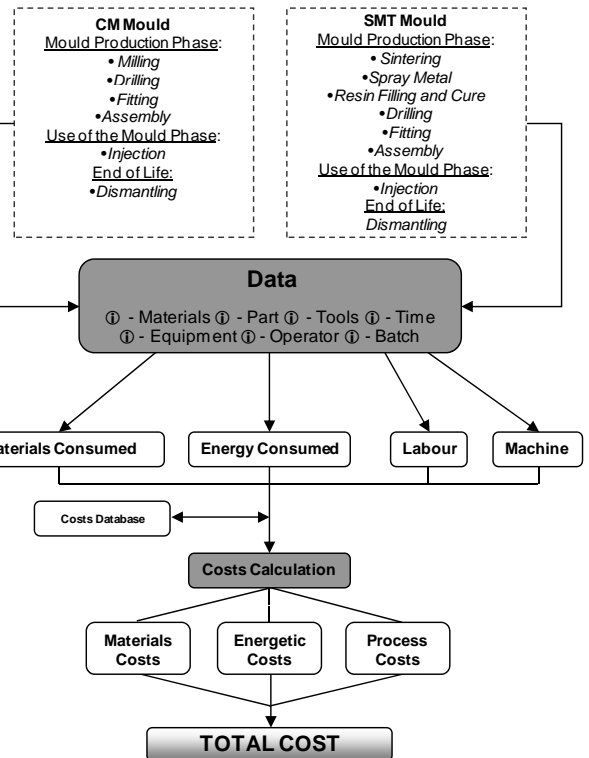 CM Mould
Mould Production Phase:
• Milling
•Drilling
•Fitting
•Assembly
Use of the Mould Phase:
•Injection
End of Life:
•Dismantling
SMT Mould
Mould Production Phase:
• Sintering
•Spray Metal
•Resin Filling and Cure
•Drilling
•Fitting
•Assembly
Use of the Mould Phase:
•Injection
End of Life:
Dismantling
Data
ⓘ - Materials ⓘ - Part ⓘ - Tools ⓘ - Time
ⓘ - Equipment ⓘ - Operator ⓘ - Batch
aterials Consumed
Energy Consumed
Labour
Machine
Costs Database
Costs Calculation
Materials
Costs
Energetic
Costs
Process
Costs
TOTAL COST